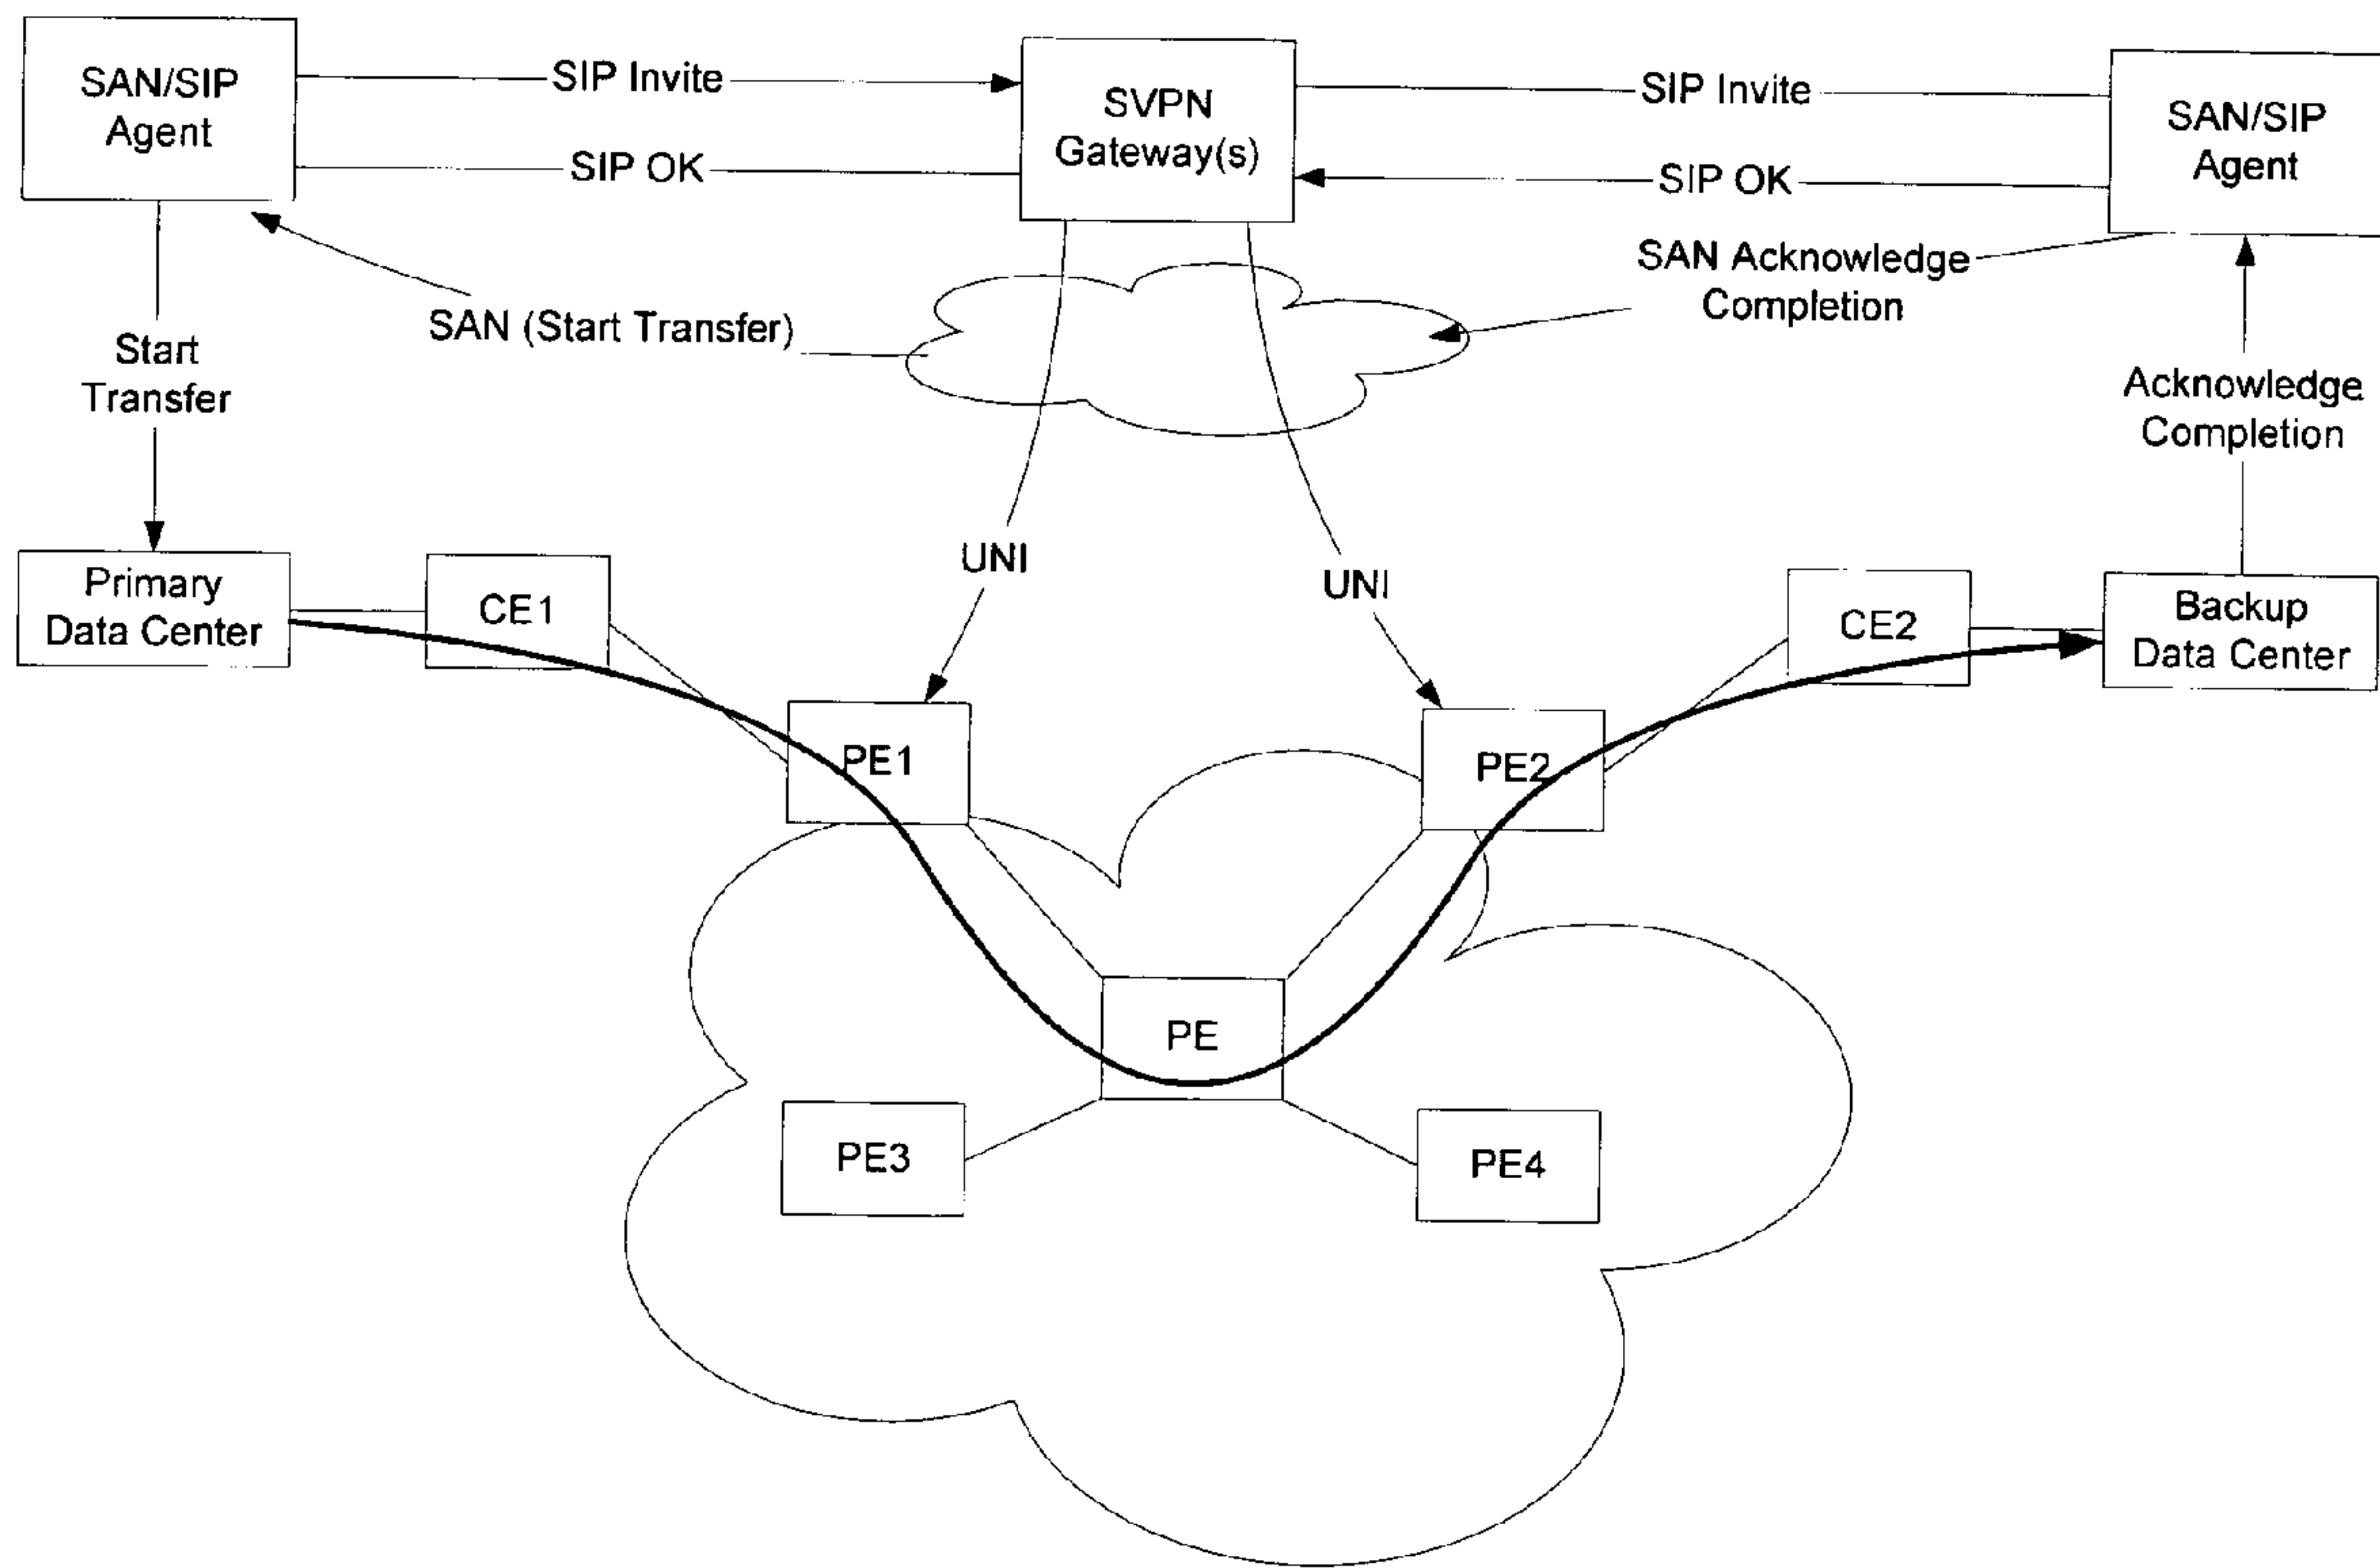 SAN/SIP
Agent
SIP Invite
SIP OK
SVPN
Gateway(s)
SIP Invite
SIP OK
SAN/SIP
Agent
SAN (Start Transfer)
SAN Acknowledge
Completion
Start
Transfer
Acknowledge
Completion
UNI
UNI
Primary
Data Center
CE1
CE2
Backup
Data Center
PE1
PE2
PE
PE3
PE4